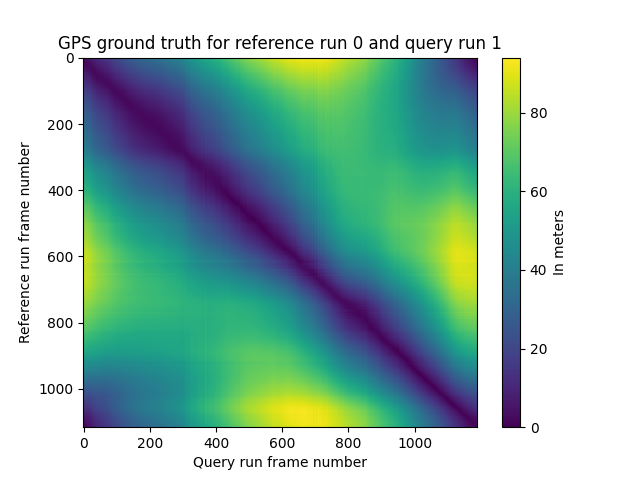 GPS ground truth for reference run 0 and query run 1
0
200
400
600
800
1000
Reference run frame number
0 200 400 600 800 1000
Query run frame number
80
60
40
20
0
In meters